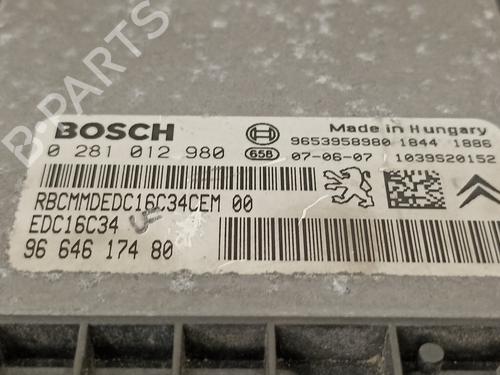 B-PARTS
BOSCH
Made in Hungary
0 281 012 980
9653958980 1844 1886
658
07-06-07
1039S20152
RBCMMDEDC16C34CEM 00
EDC16C34
96 646 174 80